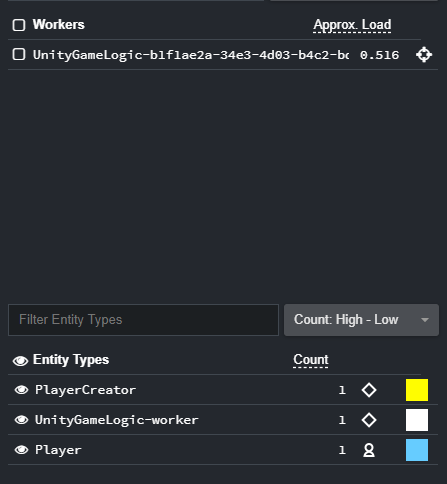 Workers Approx. Load
UnityGameLogic-b1f1ae2a-34e3-4d03-b4c2-bc 0.516
Filter Entity Types Count: High - Low
Entity Types Count
PlayerCreator 1
UnityGameLogic-worker 1
Player 1